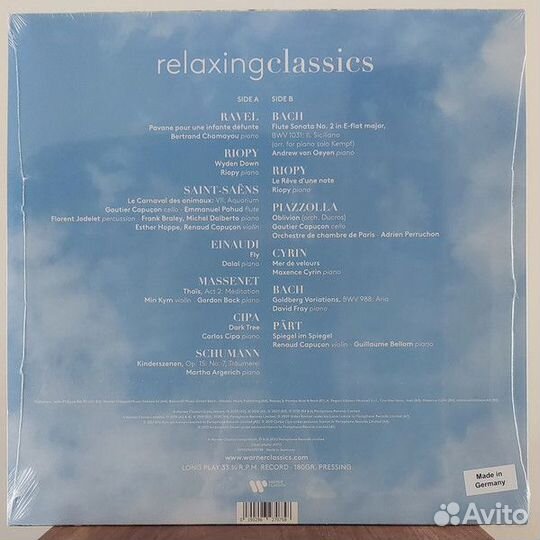 relaxingclassics
SIDE A
RAVEL
Pavane pour une infante défunte
Bertrand Chamayou piano
RIOPY
Wyden Down
Riopy piano
SAINT-SAËNS
Le Carnaval des animaux: VII. Aquarium
Gautier Capuçon cello · Emmanuel Pahud flute
Florent Jodelet percussion · Frank Braley, Michel Dalberto piano
Esther Hoppe, Renaud Capuçon violin
EINAUDI
Fly
Dalal piano
MASSENET
Thaïs, Act 2: Meditation
Min Kym violin · Gordon Back piano
CIPA
Dark Tree
Carlos Cipa piano
SCHUMANN
Kinderszenen, Op. 15: No. 7, Träumerei
Martha Argerich piano
SIDE B
BACH
Flute Sonata No. 2 in E-flat major,
BWV 1031: II. Siciliano
(arr. for piano solo Kempf)
Andrew von Oeyen piano
RIOPY
Le Rêve d'une note
Riopy piano
PIAZZOLLA
Oblivion (orch. Ducros)
Gautier Capuçon cello
Orchestre de chambre de Paris · Adrien Perruchon
CYRIN
Mer de velours
Maxence Cyrin piano
BACH
Goldberg Variations, BWV 988: Aria
David Fray piano
PÄRT
Spiegel im Spiegel
Renaud Capuçon violin · Guillaume Bellom piano
www.warnerclassics.com
LONG PLAY 33 ⅓ R.P.M. RECORD · 180GR. PRESSING.
WARNER
CLASSICS
Made in
Germany
Avito